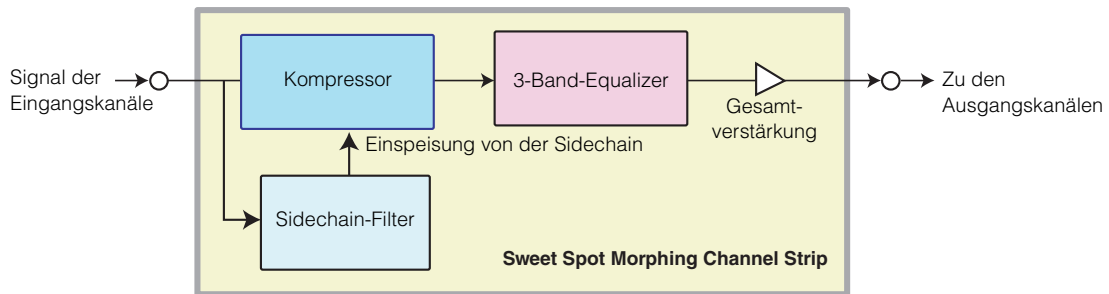 Signal der
Eingangskanäle
Kompressor
3-Band-Equalizer
Gesamt-
verstärkung
Zu den
Ausgangskanälen
Einspeisung von der Sidechain
Sidechain-Filter
Sweet Spot Morphing Channel Strip